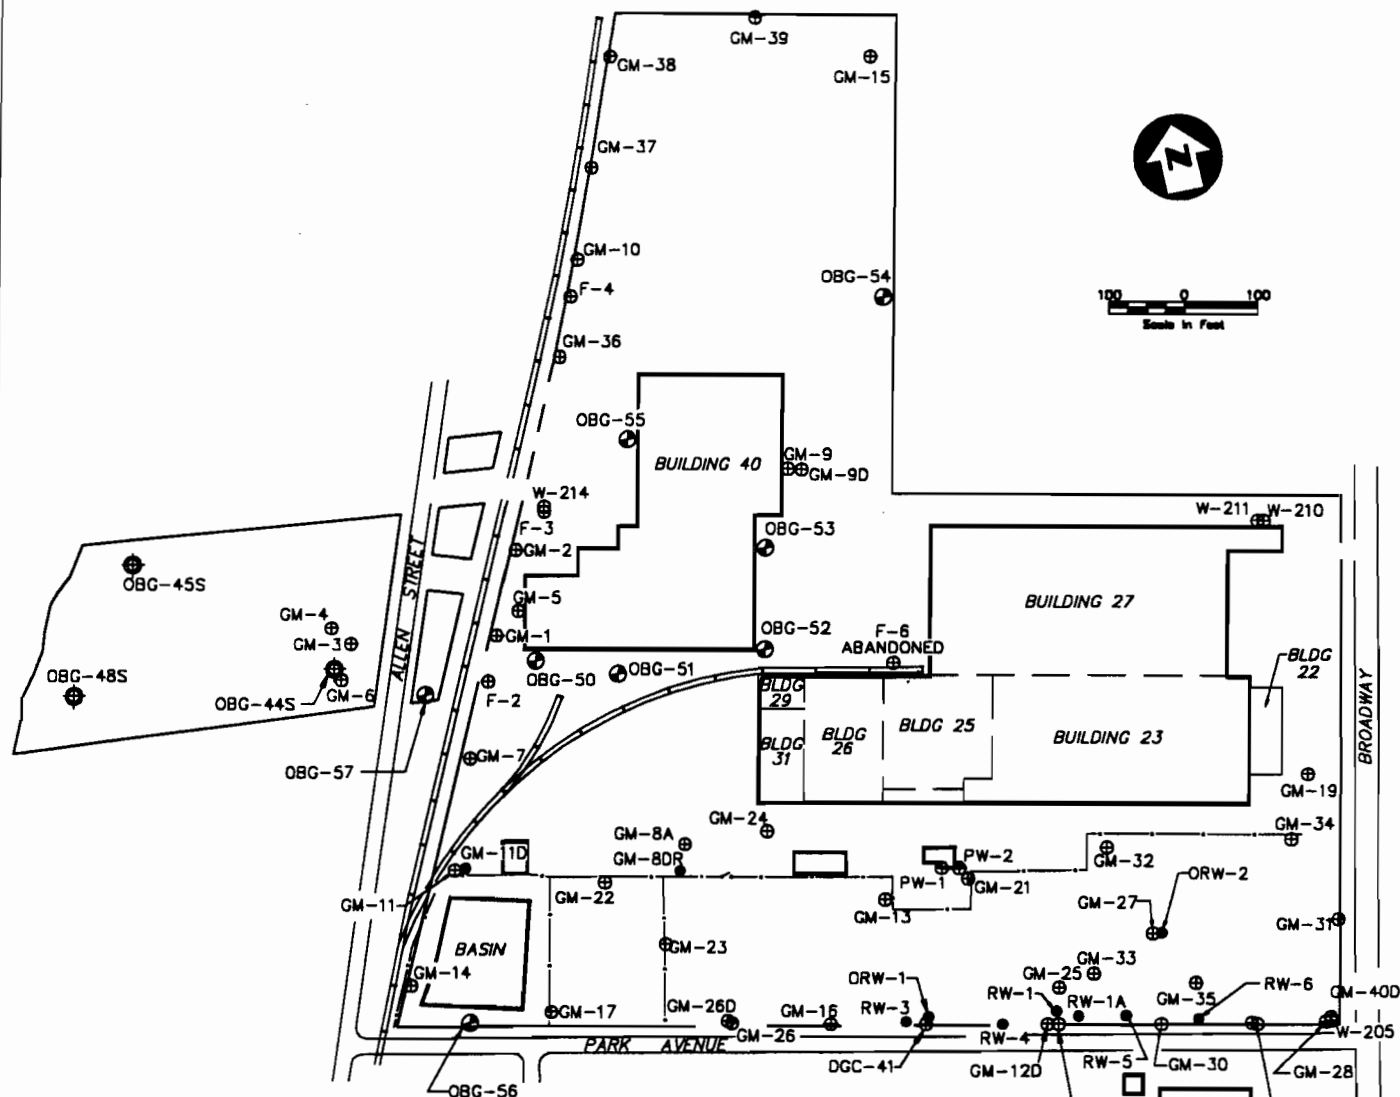 GM-39
GM-38
GM-15
GM-37
N
GM-10
F-4
OBG-54
100 0 100
Scale in Feet
GM-36
OBG-55
BUILDING 40
GM-9
GM-9D
W-214
F-3
GM-2
OBG-53
W-211
W-210
OBG-45S
ALLEN STREET
GM-5
GM-4
GM-3
GM-1
OBG-52
F-6
ABANDONED
BUILDING 27
BLDG
22
OBG-48S
OBG-44S
GM-6
F-2
OBG-50
OBG-51
BLDG
29
BLDG
31
BLDG
26
BLDG 25
BUILDING 23
BROADWAY
OBG-57
GM-7
GM-19
GM-24
GM-34
GM-8A
GM-8DR
GM-11D
PW-2
PW-1
GM-21
GM-32
GM-11
GM-22
GM-13
GM-27
ORW-2
GM-31
BASIN
GM-23
GM-14
GM-33
GM-25
GM-35
RW-6
GM-40D
ORW-1
RW-3
RW-1
RW-1A
GM-17
GM-26D
GM-26
GM-16
RW-4
RW-5
W-205
PARK AVENUE
DGC-41
GM-12D
GM-30
GM-28
OBG-56